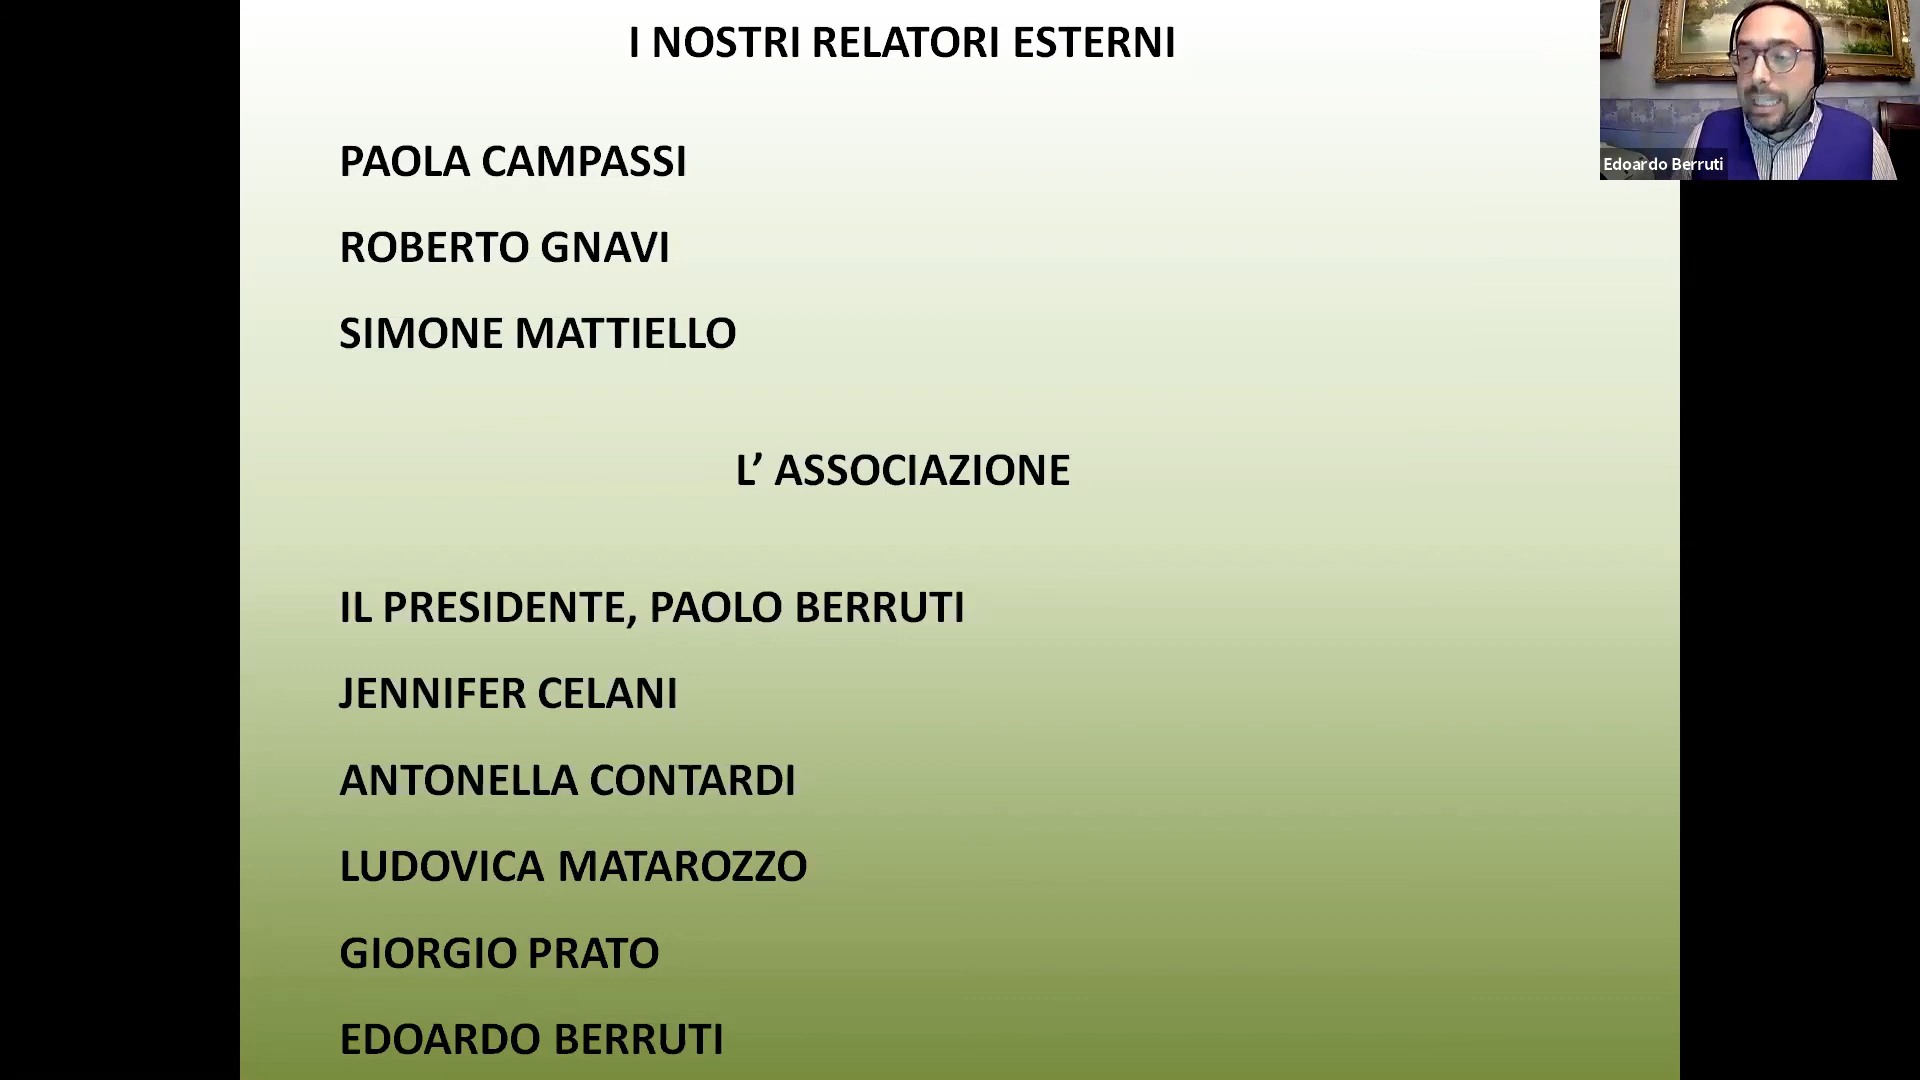 I NOSTRI RELATORI ESTERNI
PAOLA CAMPASSI
ROBERTO GNAVI
SIMONE MATTIELLO
L’ ASSOCIAZIONE
IL PRESIDENTE, PAOLO BERRUTI
JENNIFER CELANI
ANTONELLA CONTARDI
LUDOVICA MATAROZZO
GIORGIO PRATO
EDOARDO BERRUTI
Edoardo Berruti